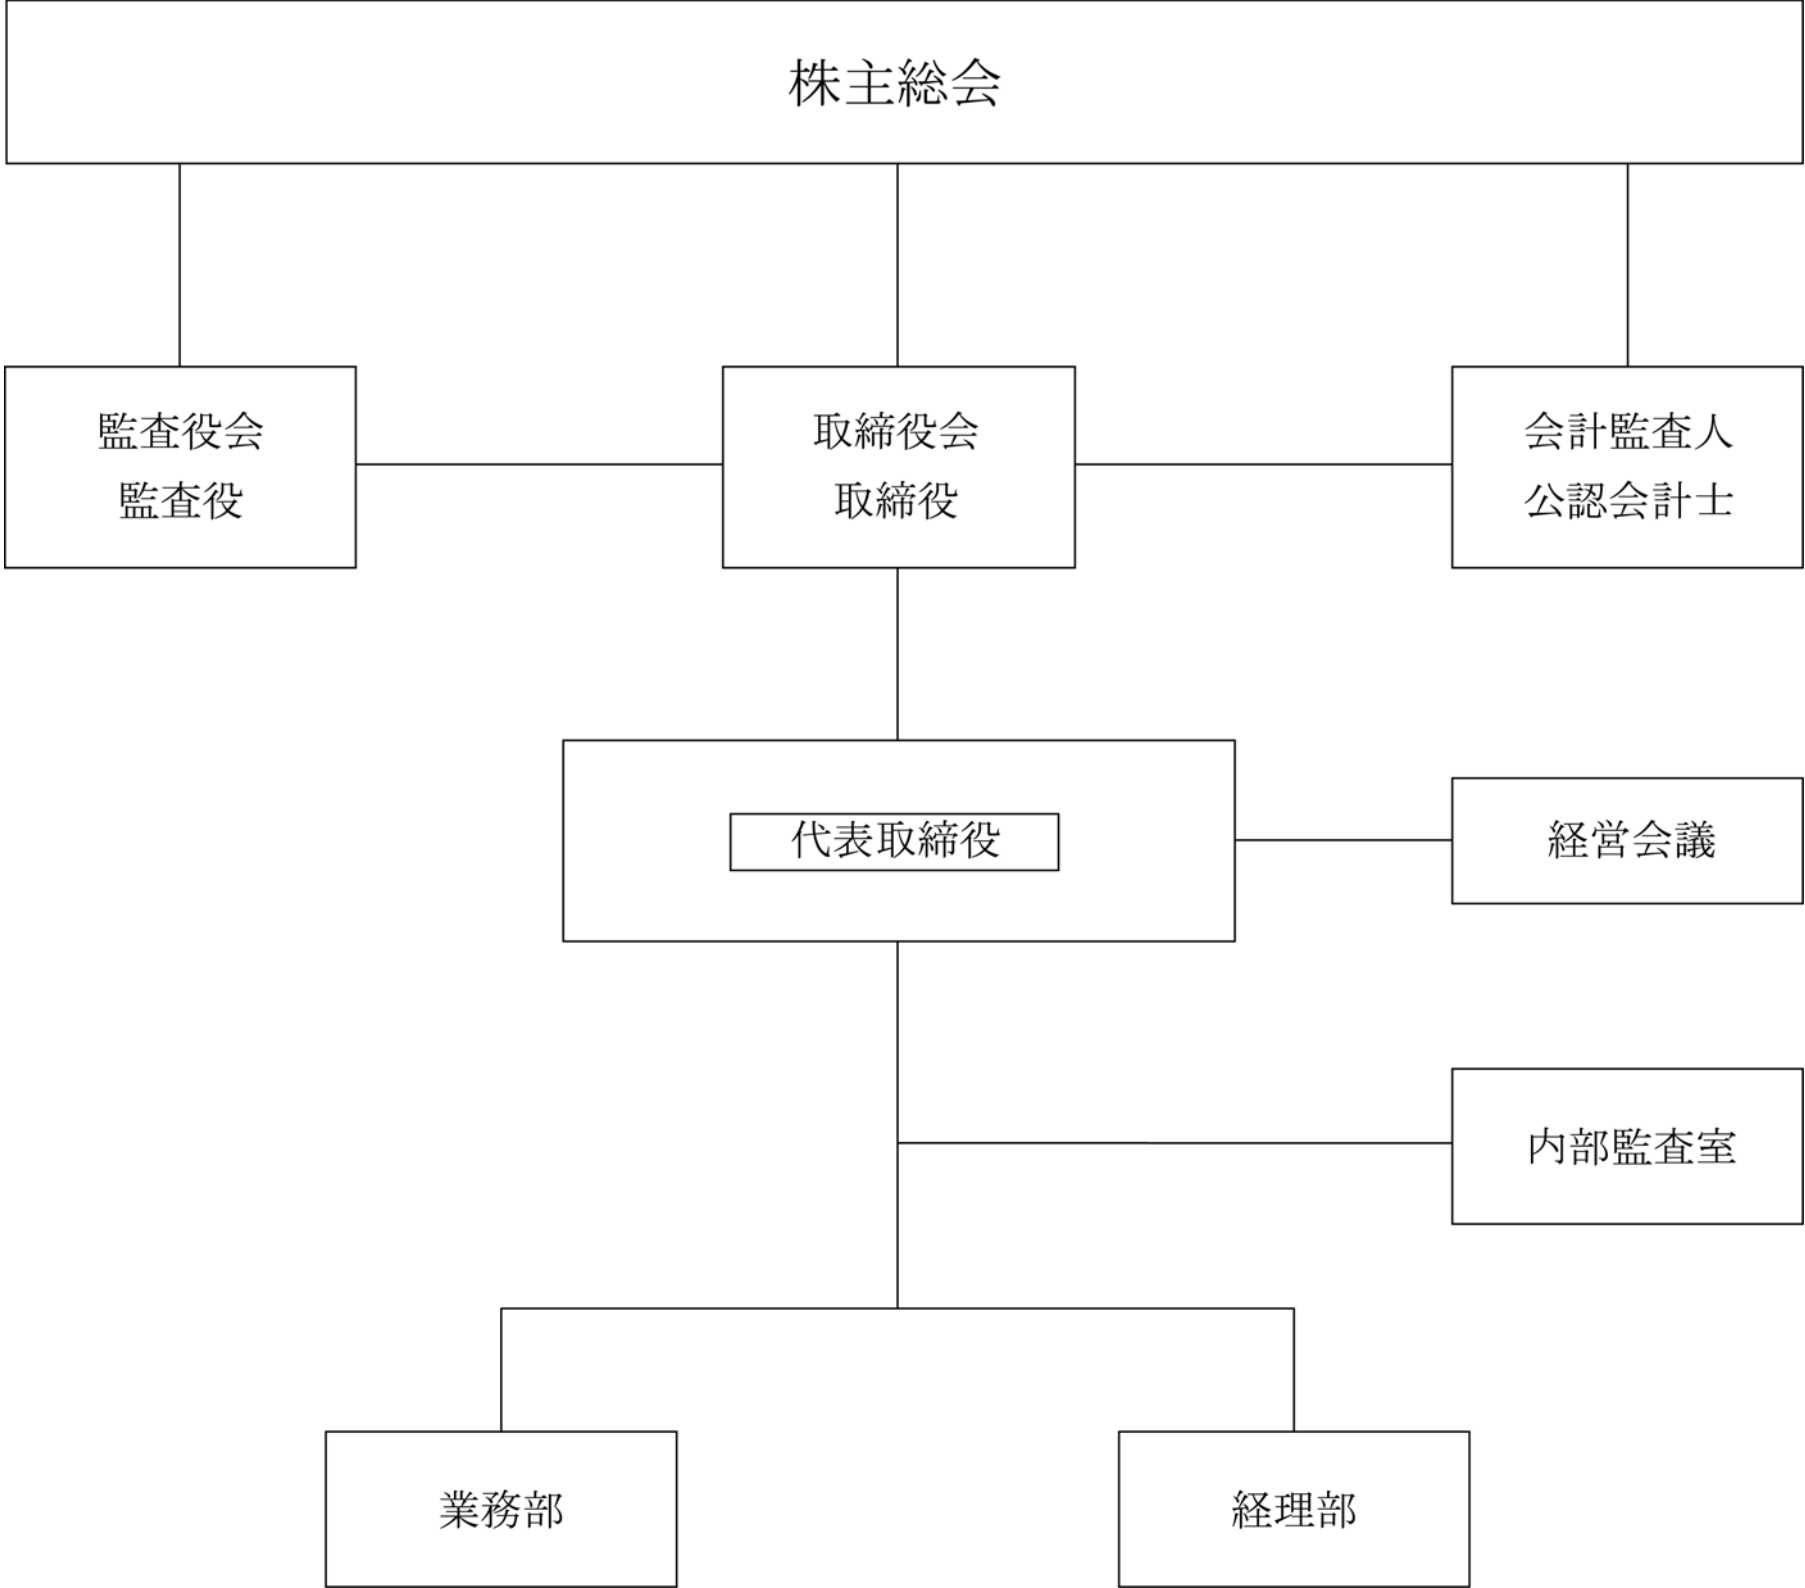 株主総会
監査役会
監査役
取締役会
取締役
会計監査人
公認会計士
代表取締役
経営会議
内部監査室
業務部
経理部